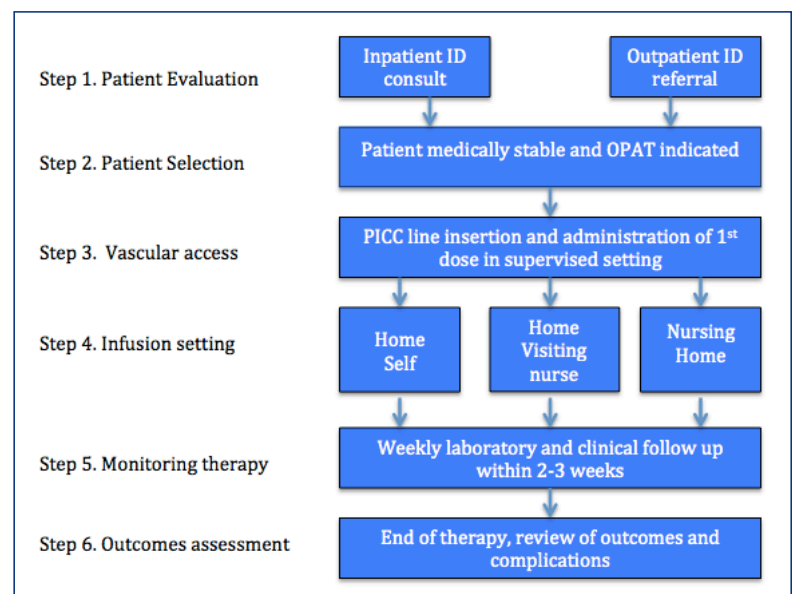 Step 1. Patient Evaluation
Inpatient ID
consult
Outpatient ID
referral
Step 2. Patient Selection
Patient medically stable and OPAT indicated
Step 3.  Vascular access
PICC line insertion and administration of 1st
dose in supervised setting
Step 4. Infusion setting
Home
Self
Home
Visiting
nurse
Nursing
Home
Step 5. Monitoring therapy
Weekly laboratory and clinical follow up
within 2-3 weeks
Step 6. Outcomes assessment
End of therapy, review of outcomes and
complications